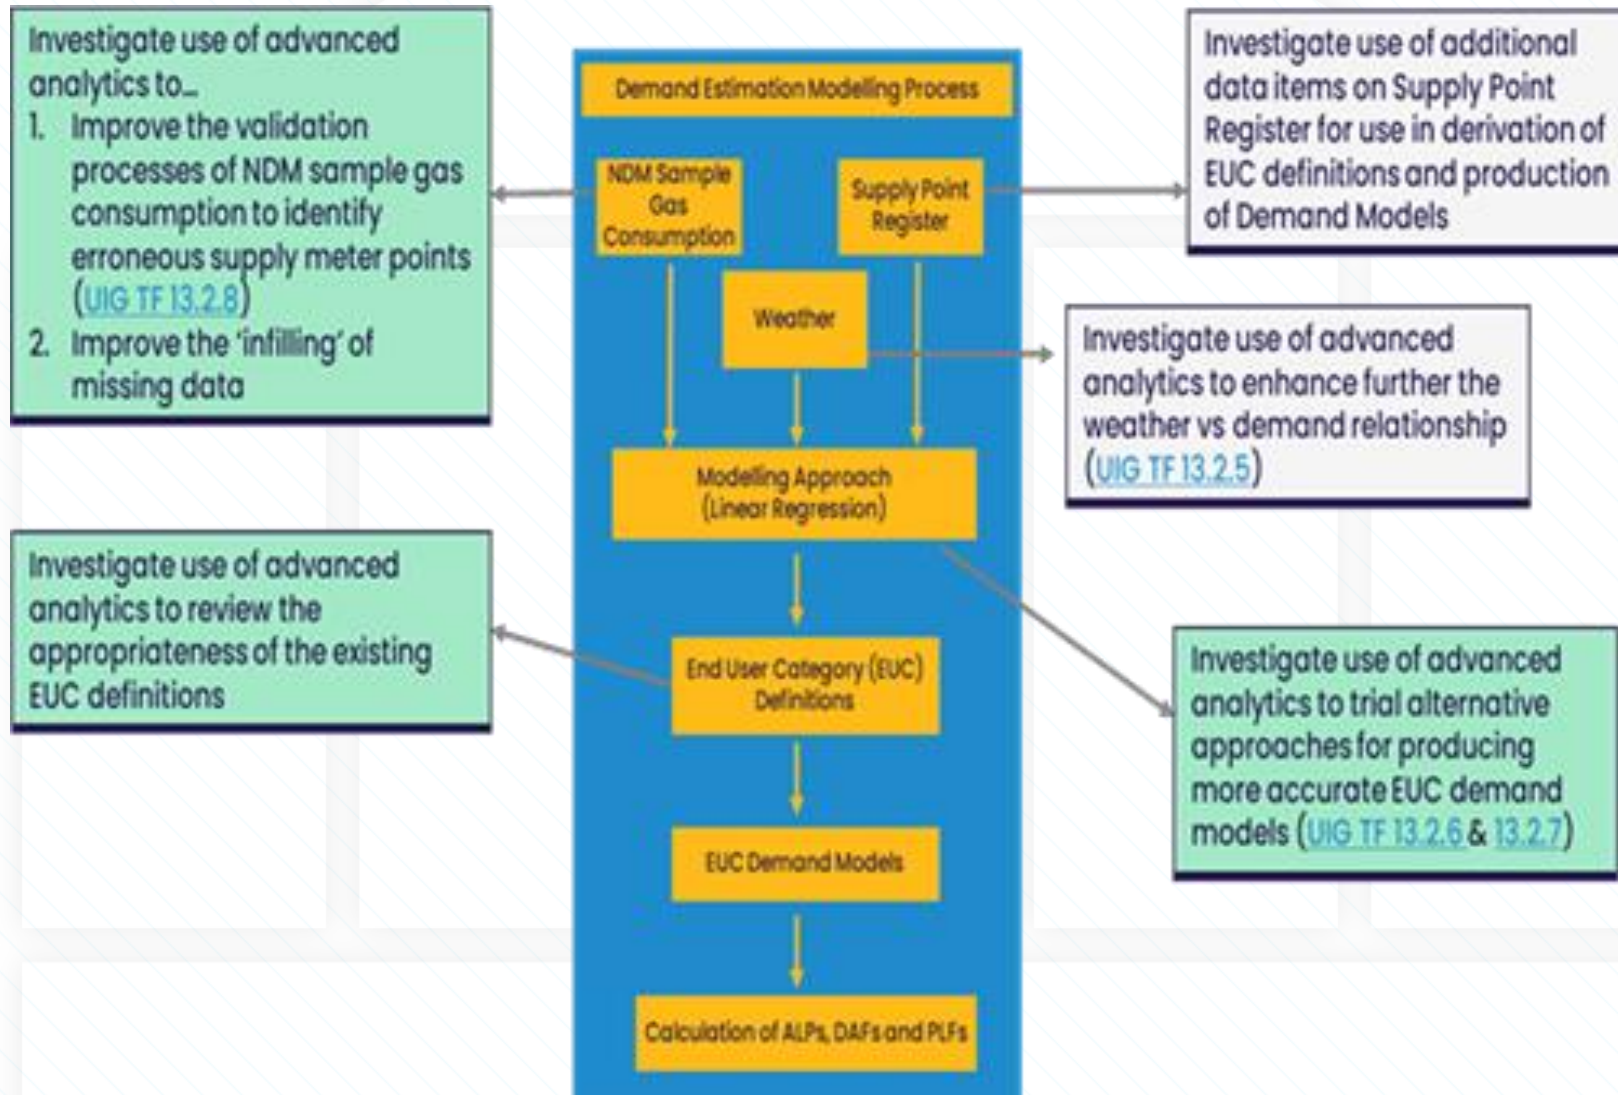 Investigate use of advanced
analytics to...
1. Improve the validation
processes of NDM sample gas
consumption to identify
erroneous supply meter points
(UIG TF 13.2.8)
2. Improve the ‘infilling’ of
missing data
Demand Estimation Modelling Process
NDM Sample
Gas
Consumption
Supply Point
Register
Weather
Investigate use of additional
data items on Supply Point
Register for use in derivation of
EUC definitions and production
of Demand Models
Investigate use of advanced
analytics to enhance further the
weather vs demand relationship
(UIG TF 13.2.5)
Modelling Approach
(Linear Regression)
Investigate use of advanced
analytics to review the
appropriateness of the existing
EUC definitions
End User Category (EUC)
Definitions
Investigate use of advanced
analytics to trial alternative
approaches for producing
more accurate EUC demand
models (UIG TF 13.2.6 & 13.2.7)
EUC Demand Models
Calculation of ALPs, DAFs and PLFs